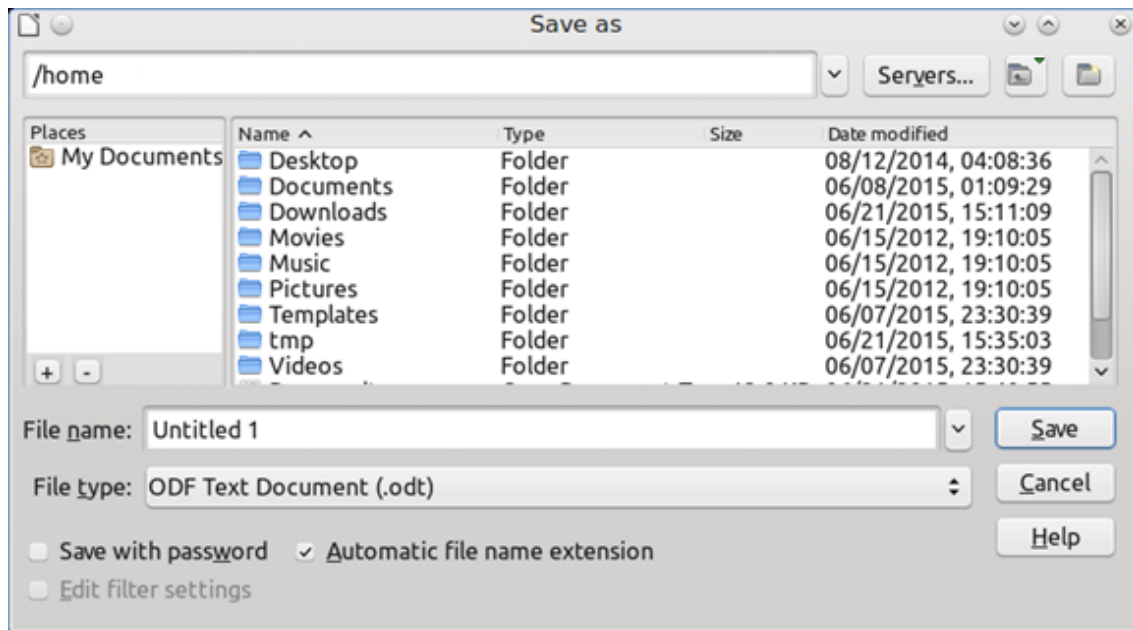 Save as
/home
Servers...
Places
My Documents
Name Type Size Date modified
Desktop Folder 08/12/2014, 04:08:36
Documents Folder 06/08/2015, 01:09:29
Downloads Folder 06/21/2015, 15:11:09
Movies Folder 06/15/2012, 19:10:05
Music Folder 06/15/2012, 19:10:05
Pictures Folder 06/15/2012, 19:10:05
Templates Folder 06/07/2015, 23:30:39
tmp Folder 06/21/2015, 15:35:03
Videos Folder 06/07/2015, 23:30:39
+ -
File name: Untitled 1
Save
File type: ODF Text Document (.odt)
Cancel
Save with password Automatic file name extension
Help
Edit filter settings